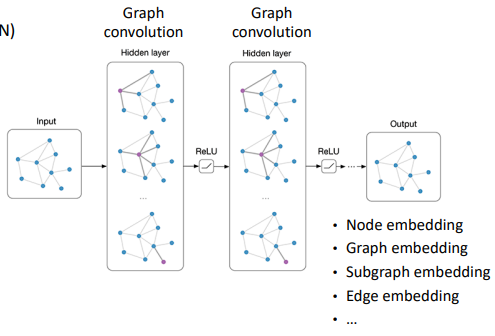 N)
Graph
convolution
Graph
convolution
Hidden layer
Hidden layer
Input
...
ReLU
...
ReLU
Output
• Node embedding
• Graph embedding
• Subgraph embedding
• Edge embedding
• ...